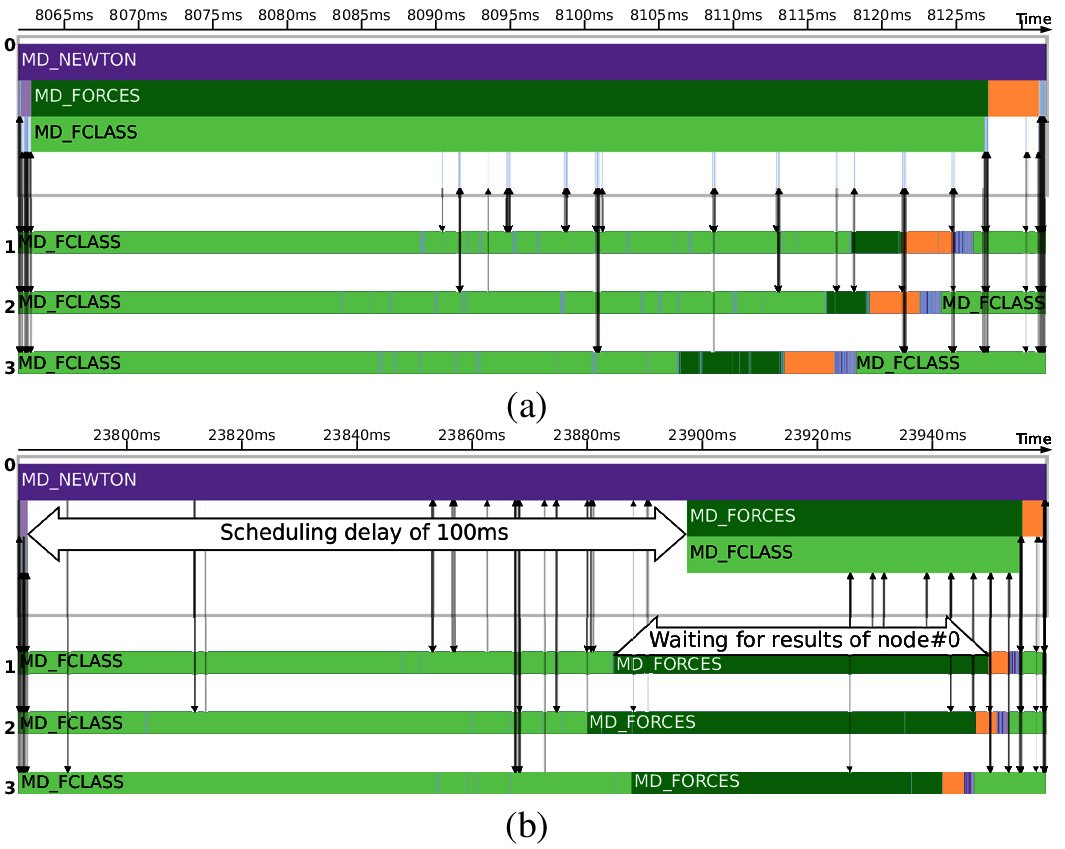 8065ms 8070ms 8075ms 8080ms 8085ms 8090ms 8095ms 8100ms 8105ms 8110ms 8115ms 8120ms 8125ms Time
0
MD_NEWTON
MD_FORCES
MD_FCLASS
1 MD_FCLASS
2 MD_FCLASS MD_FCLASS
3 MD_FCLASS MD_FCLASS
(a)
23800ms 23820ms 23840ms 23860ms 23880ms 23900ms 23920ms 23940ms Time
0
MD_NEWTON
MD_FORCES
Scheduling delay of 100ms
MD_FCLASS
Waiting for results of node#0
1 MD_FCLASS MD_FORCES
2 MD_FCLASS MD_FORCES
3 MD_FCLASS MD_FORCES
(b)